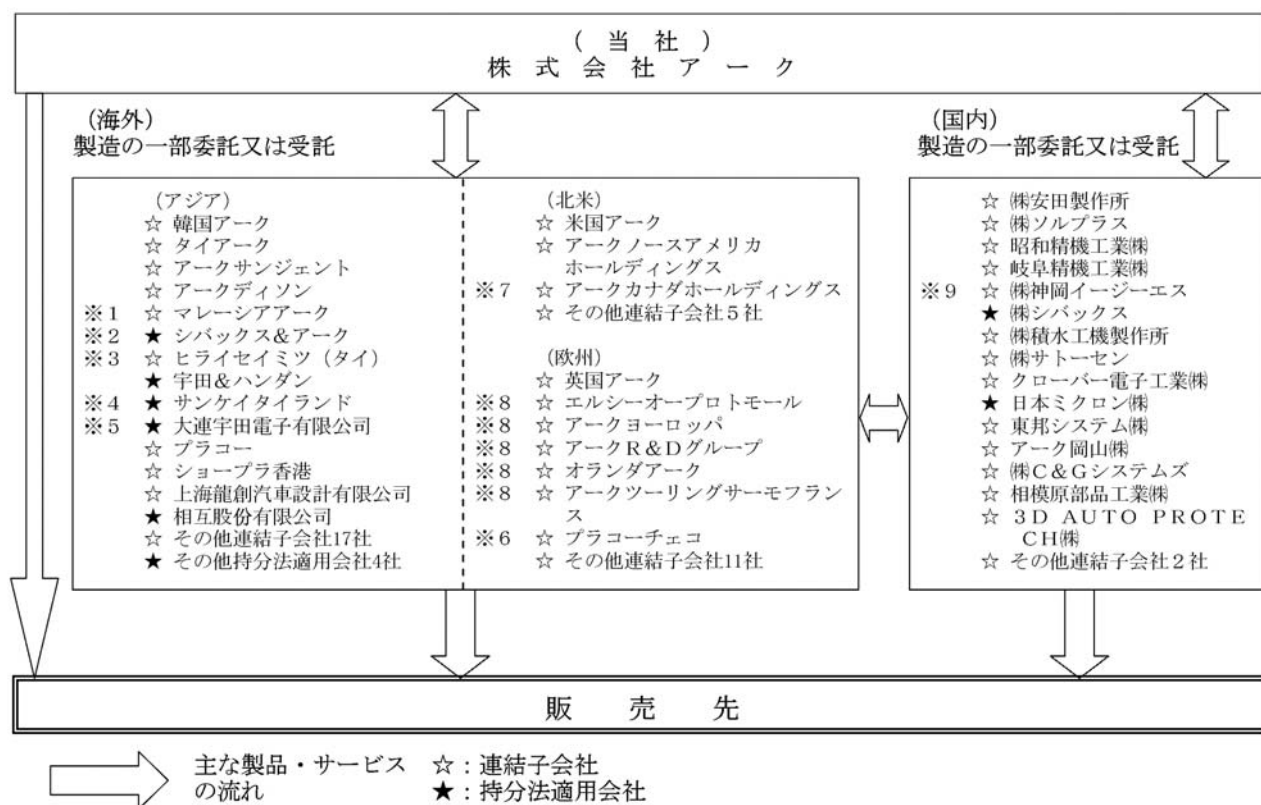 （ 当 社 ）
株 式 会 社 ア ー ク
（海外）
製造の一部委託又は受託
（アジア）
☆ 韓国アーク
☆ タイアーク
☆ アークサンジェント
☆ アークディソン
※１ ☆ マレーシアアーク
※２ ★ シバックス＆アーク
※３ ☆ ヒライセイミツ（タイ）
★ 宇田＆ハンダン
※４ ★ サンケイタイランド
※５ ★ 大連宇田電子有限公司
☆ プラコー
☆ ショープラ香港
☆ 上海龍創汽車設計有限公司
★ 相互股份有限公司
☆ その他連結子会社17社
★ その他持分法適用会社4社
（北米）
☆ 米国アーク
☆ アークノースアメリカ
ホールディングス
※７ ☆ アークカナダホールディングス
☆ その他連結子会社５社
（欧州）
☆ 英国アーク
※８ ☆ エルシーオープロトモール
※８ ☆ アークヨーロッパ
※８ ☆ アークＲ＆Ｄグループ
※８ ☆ オランダアーク
※８ ☆ アークツーリングサーモフラン
ス
※６ ☆ プラコーチェコ
☆ その他連結子会社11社
（国内）
製造の一部委託又は受託
☆ ㈱安田製作所
☆ ㈱ソルプラス
☆ 昭和精機工業㈱
☆ 岐阜精機工業㈱
※９ ☆ ㈱神岡イージーエス
★ ㈱シバックス
☆ ㈱積水工機製作所
☆ ㈱サトーセン
☆ クローバー電子工業㈱
★ 日本ミクロン㈱
☆ 東邦システム㈱
☆ アーク岡山㈱
☆ ㈱Ｃ＆Ｇシステムズ
☆ 相模原部品工業㈱
☆ ３Ｄ ＡＵＴＯ ＰＲＯＴＥ
ＣＨ㈱
☆ その他連結子会社２社
販 売 先
主な製品・サービス
の流れ
☆：連結子会社
★：持分法適用会社